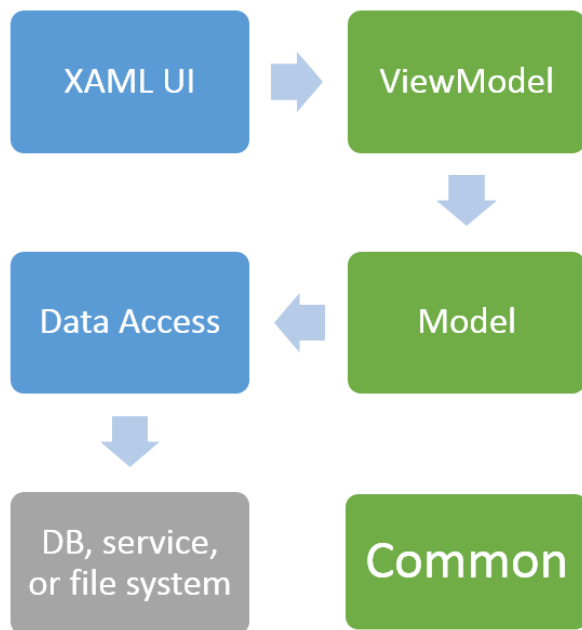 XAML UI
ViewModel
Data Access
Model
DB, service,
or file system
Common